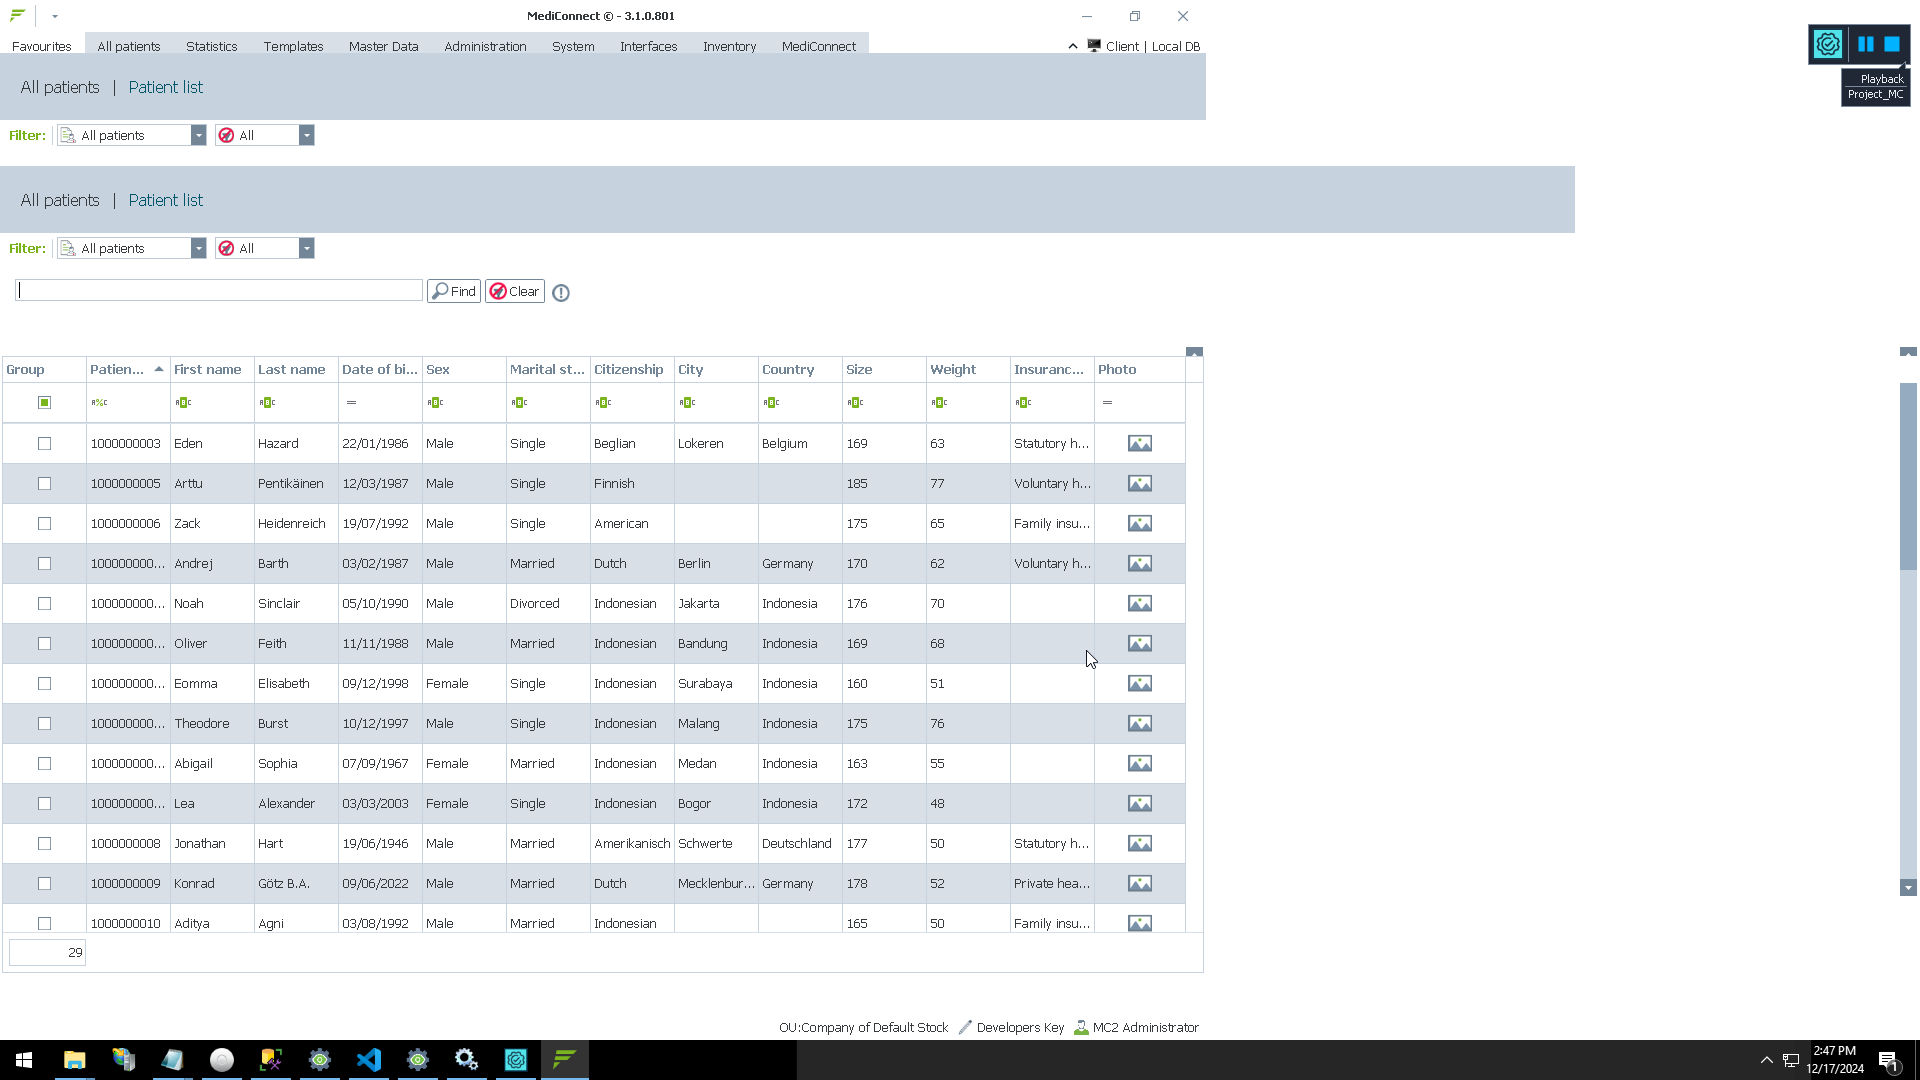 MediConnect © - 3.1.0.801
Favourites All patients Statistics Templates Master Data Administration System Interfaces Inventory MediConnect Client | Local DB
Playback
Project_MC
All patients | Patient list
Filter: All patients All
All patients | Patient list
Filter: All patients All
Find Clear
Group Patien... First name Last name Date of bi... Sex Marital st... Citizenship City Country Size Weight Insuranc... Photo
1000000003 Eden Hazard 22/01/1986 Male Single Beglian Lokeren Belgium 169 63 Statutory h...
1000000005 Arttu Pentikäinen 12/03/1987 Male Single Finnish 185 77 Voluntary h...
1000000006 Zack Heidenreich 19/07/1992 Male Single American 175 65 Family insu...
100000000... Andrej Barth 03/02/1987 Male Married Dutch Berlin Germany 170 62 Voluntary h...
100000000... Noah Sinclair 05/10/1990 Male Divorced Indonesian Jakarta Indonesia 176 70
100000000... Oliver Feith 11/11/1988 Male Married Indonesian Bandung Indonesia 169 68
100000000... Eomma Elisabeth 09/12/1998 Female Single Indonesian Surabaya Indonesia 160 51
100000000... Theodore Burst 10/12/1997 Male Single Indonesian Malang Indonesia 175 76
100000000... Abigail Sophia 07/09/1967 Female Married Indonesian Medan Indonesia 163 55
100000000... Lea Alexander 03/03/2003 Female Single Indonesian Bogor Indonesia 172 48
1000000008 Jonathan Hart 19/06/1946 Male Married Amerikanisch Schwerte Deutschland 177 50 Statutory h...
1000000009 Konrad Götz B.A. 09/06/2022 Male Married Dutch Mecklenbur... Germany 178 52 Private hea...
1000000010 Aditya Agni 03/08/1992 Male Married Indonesian 165 50 Family insu...
29
OU:Company of Default Stock Developers Key MC2 Administrator
2:47 PM
12/17/2024
1